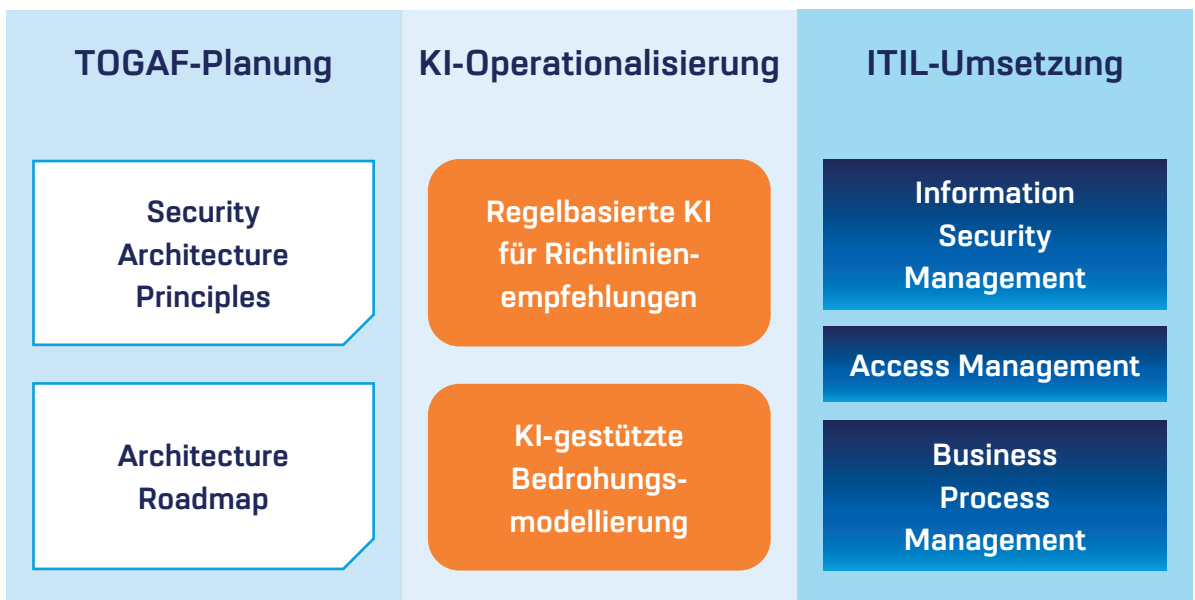 TOGAF-Planung
KI-Operationalisierung
ITIL-Umsetzung
Security
Architecture
Principles
Architecture
Roadmap
Regelbasierte KI
für Richtlinien-
empfehlungen
KI-gestützte
Bedrohungs-
modellierung
Information
Security
Management
Access Management
Business
Process
Management